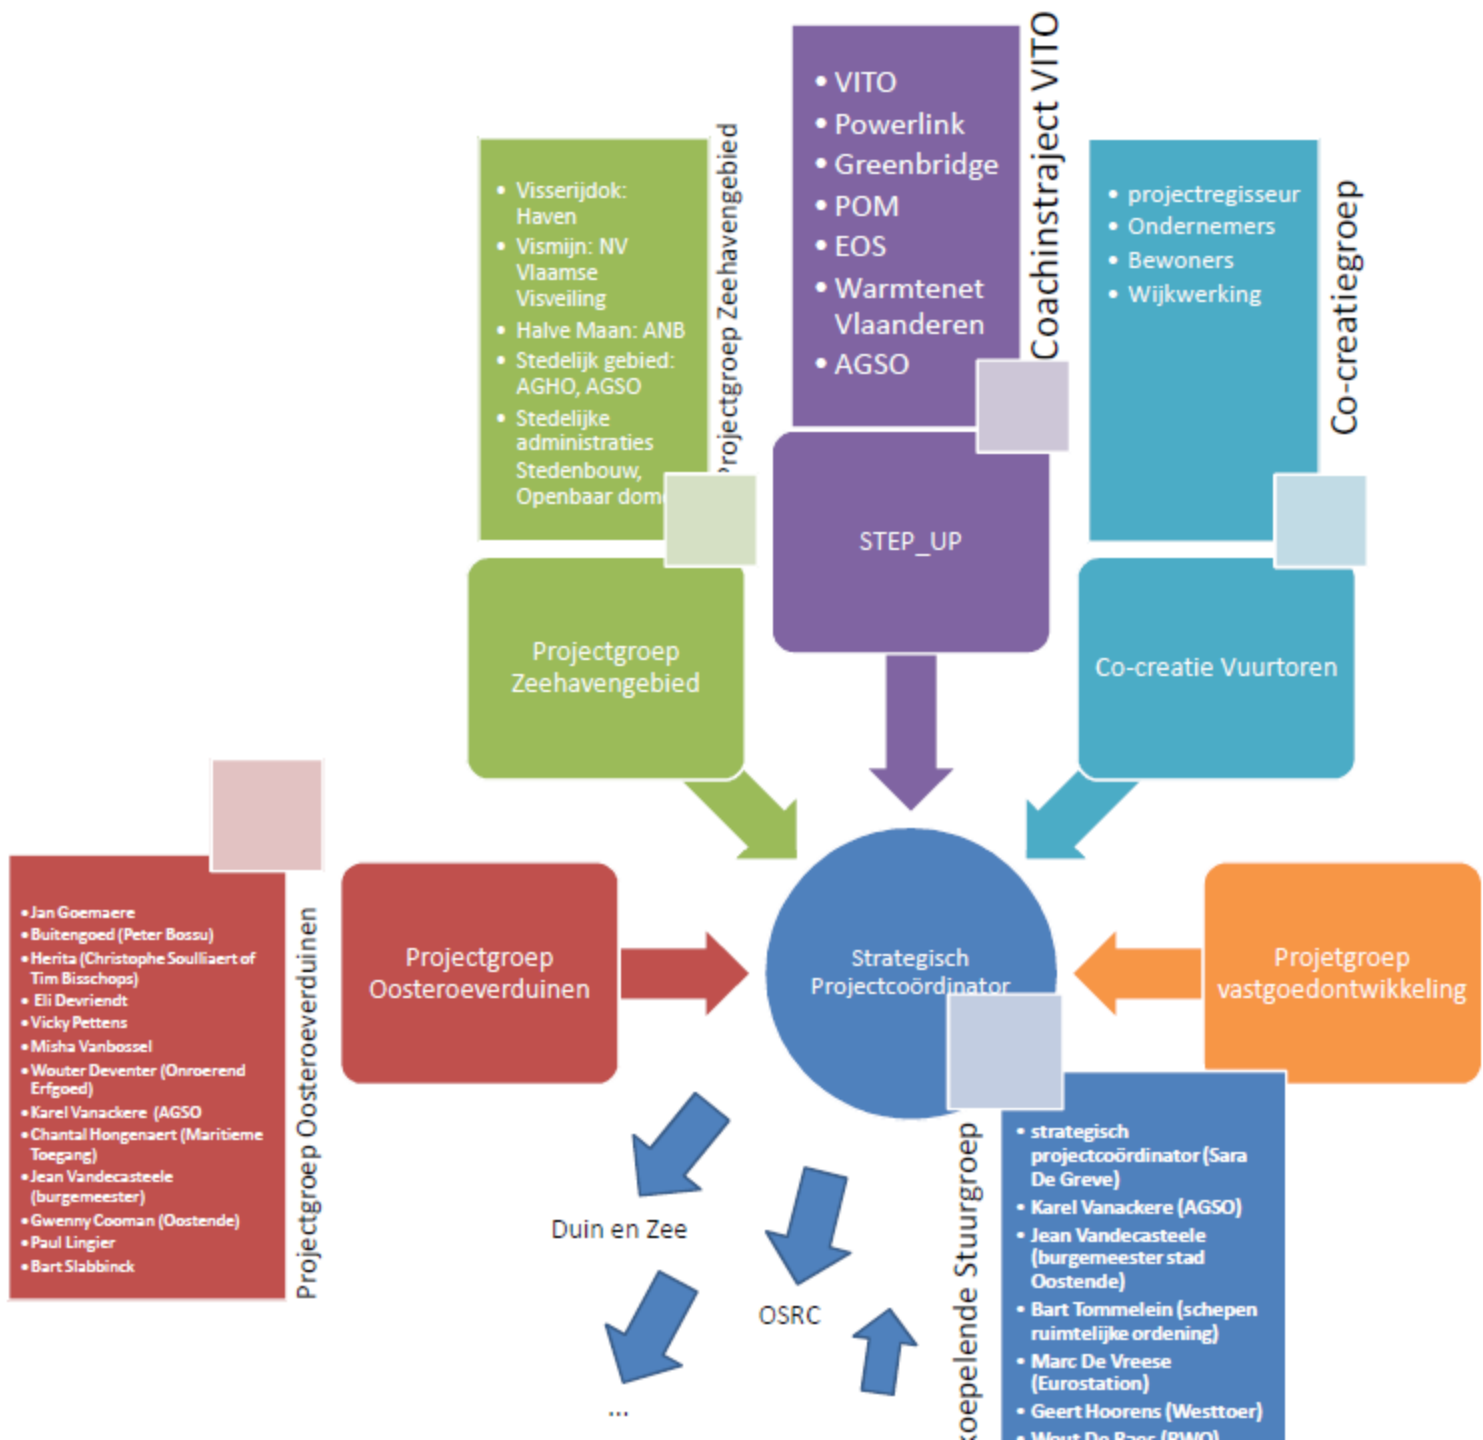 • VITO
• Powerlink
• Greenbridge
• POM
• EOS
• Warmtenet
Vlaanderen
• AGSO
Coachinstraject VITO
STEP_UP
• Visserijdok:
Haven
• Vismijn: NV
Vlaamse
Visveiling
• Halve Maan: ANB
• Stedelijk gebied:
AGHO, AGSO
• Stedelijke
administraties
Stedenbouw,
Openbaar
Projectgroep Zeehavengebied
Projectgroep
Zeehavengebied
• projectregisseur
• Ondernemers
• Bewoners
• Wijkwerking
Co-creatiegroep
Co-creatie Vuurtoren
• Jan Goemaere
• Buitengoed (Peter Bossu)
• Herita (Christophe Soulliaert of
Tim Bisschops)
• Eli Devriendt
• Vicky Pettens
• Misha Vanbossel
• Wouter Deventer (Onroerend
Erfgoed)
• Karel Vanackere (AGSO
• Chantal Hongenaert (Maritieme
Toegang)
• Jean Vandecasteele
(burgemeester)
• Gwenny Cooman (Oostende)
• Paul Lingier
• Bart Slabbinck
Projectgroep Oosteroeverduinen
Projectgroep
Oosteroeverduinen
Strategisch
Projectcoördinator
Projetgroep
vastgoedontwikkeling
Duin en Zee
OSRC
...
koepelende Stuurgroep
• strategisch
projectcoördinator (Sara
De Greve)
• Karel Vanackere (AGSO)
• Jean Vandecasteele
(burgemeester stad
Oostende)
• Bart Tommelein (schepen
ruimtelijke ordening)
• Marc De Vreese
(Eurostation)
• Geert Hoorens (Westtoer)